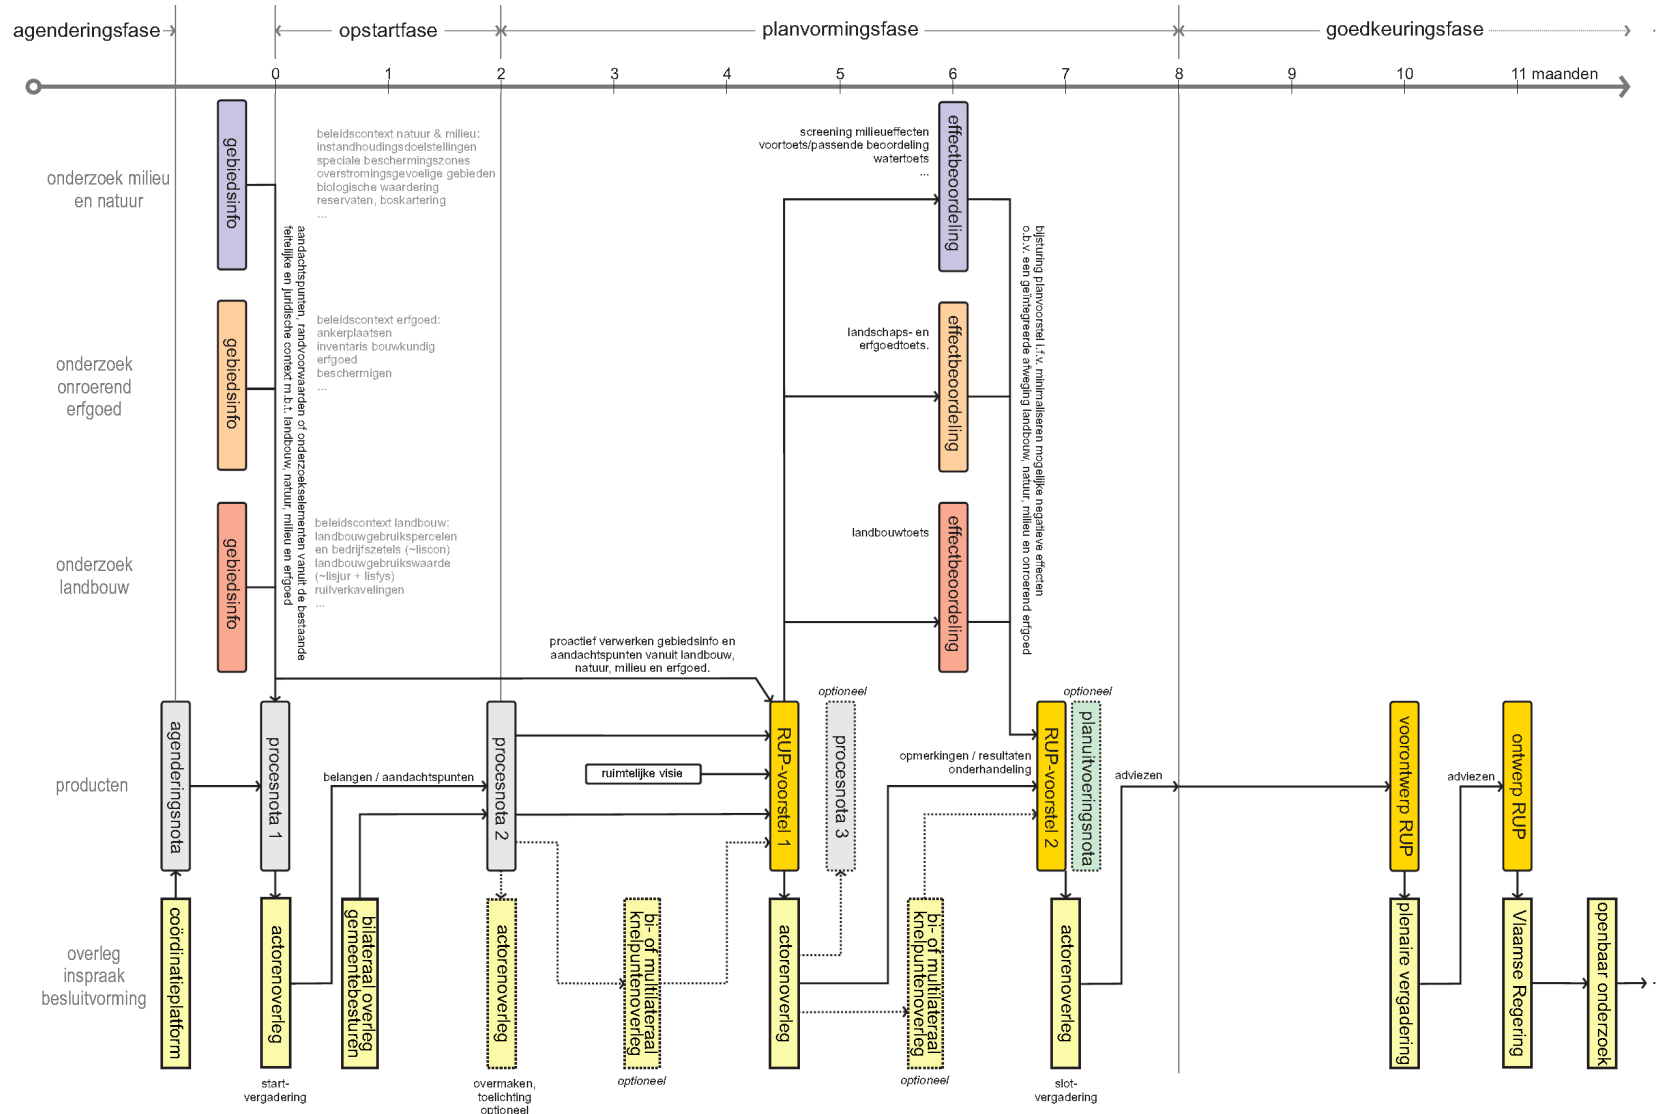 agenderingsfase
opstartfase
planvormingsfase
goedkeuringsfase
0
1
2
3
4
5
6
7
8
9
10
11 maanden
onderzoek milieu
en natuur
gebiedsinfo
beleidscontext natuur & milieu:
instandhoudingsdoelstellingen
speciale beschermingszones
overstromingsgevoelige gebieden
biologische waardering
reservaten, boskartering
...
screening milieueffecten
voortoets/passende beoordeling
watertoets
...
effectbeoordeling
aandachtspunten, randvoorwaarden of onderzoekselementen vanuit de bestaande
feitelijke en juridische context m.b.t. landbouw, natuur, milieu en erfgoed
bijsturing planvoorstel i.f.v. minimaliseren mogelijke negatieve effecten
o.b.v. een geïntegreerde afweging landbouw, natuur, milieu en onroerend erfgoed
onderzoek
onroerend
erfgoed
gebiedsinfo
beleidscontext erfgoed:
ankerplaatsen
inventaris bouwkundig
erfgoed
beschermigen
...
landschaps- en
erfgoedtoets.
effectbeoordeling
onderzoek
landbouw
gebiedsinfo
beleidscontext landbouw:
landbouwgebruikspercelen
en bedrijfszetels (~liscon)
landbouwgebruikswaarde
(~lisjur + lisfys)
ruilverkavelingen
...
landbouwtoets
effectbeoordeling
proactief verwerken gebiedsinfo en
aandachtspunten vanuit landbouw,
natuur, milieu en erfgoed.
producten
agenderingsnota
procesnota 1
belangen / aandachtspunten
procesnota 2
ruimtelijke visie
RUP-voorstel 1
optioneel
procesnota 3
opmerkingen / resultaten
onderhandeling
RUP-voorstel 2
optioneel
planuitvoeringsnota
adviezen
voorontwerp RUP
adviezen
ontwerp RUP
overleg
inspraak
besluitvorming
coördinatieplatform
actorenoverleg
start-
vergadering
bilateraal overleg
gemeentebesturen
actorenoverleg
overmaken,
toelichting
optioneel
bi- of multilateraal
knelpuntenoverleg
optioneel
actorenoverleg
bi- of multilateraal
knelpuntenoverleg
optioneel
actorenoverleg
slot-
vergadering
plenaire vergadering
Vlaamse Regering
openbaar onderzoek